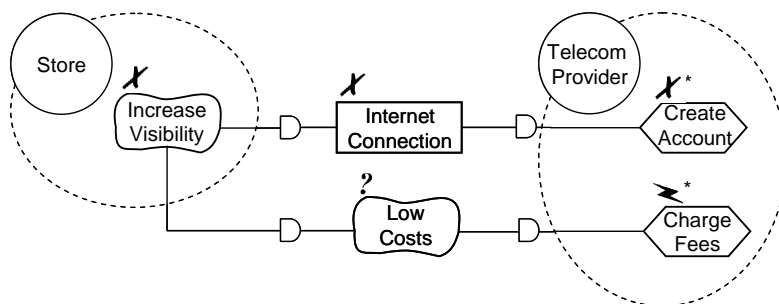 Store
Telecom
Provider
Increase
Visibility
Internet
Connection
*
Create
Account
?
Low
Costs
*
Charge
Fees